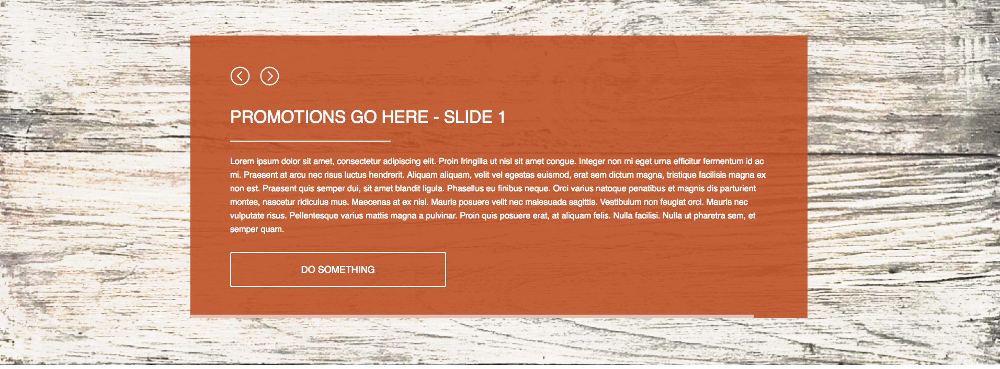 PROMOTIONS GO HERE - SLIDE 1
Lorem ipsum dolor sit amet, consectetur adipiscing elit. Proin fringilla ut nisl sit amet congue. Integer non mi eget urna efficitur fermentum id ac
mi. Praesent at arcu nec risus luctus hendrerit. Aliquam aliquam, velit vel egestas euismod, erat sem dictum magna, tristique facilisis magna ex
non est. Praesent quis semper dui, sit amet blandit ligula. Phasellus eu finibus neque. Orci varius natoque penatibus et magnis dis parturient
montes, nascetur ridiculus mus. Maecenas at ex nisi. Mauris posuere velit nec malesuada sagittis. Vestibulum non feugiat orci. Mauris nec
vulputate risus. Pellentesque varius mattis magna a pulvinar. Proin quis posuere erat, at aliquam felis. Nulla facilisi. Nulla ut pharetra sem, et
semper quam.
DO SOMETHING